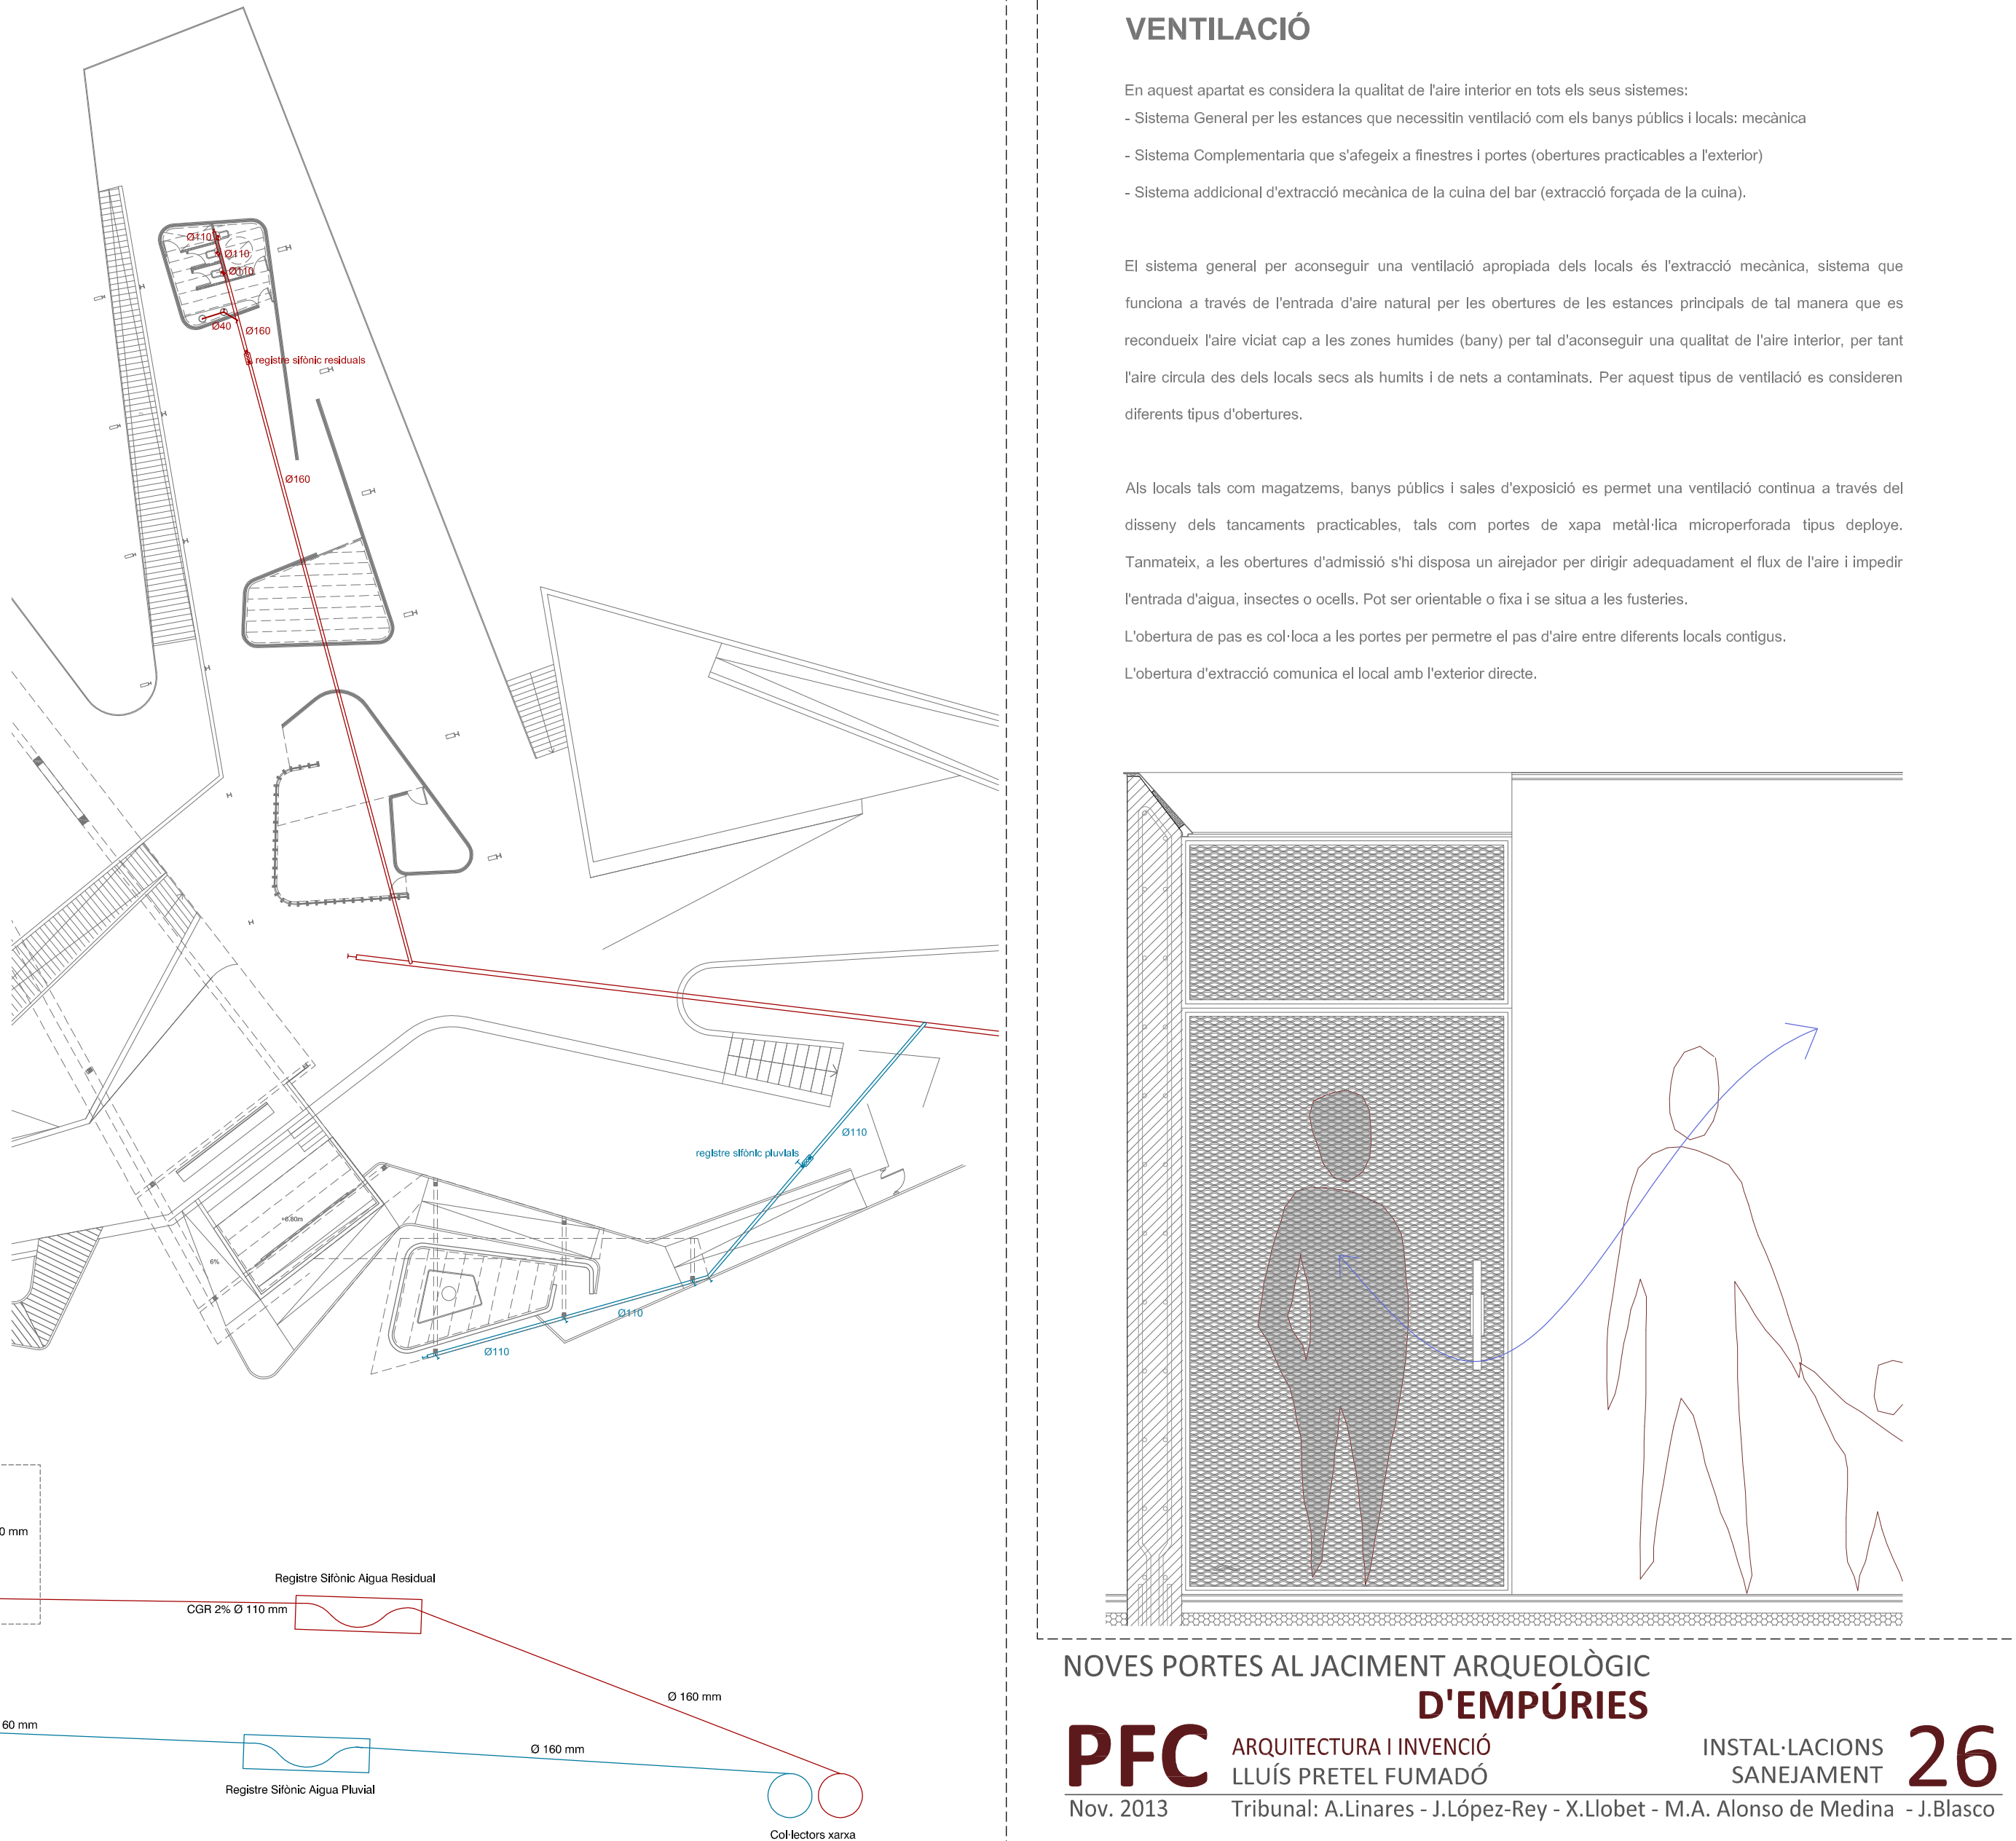 VENTILACIÓ
En aquest apartat es considera la qualitat de l'aire interior en tots els seus sistemes:
- Sistema General per les estances que necessitin ventilació com els banys públics i locals: mecànica
- Sistema Complementaria que s'afegeix a finestres i portes (obertures practicables a l'exterior)
- Sistema addicional d'extracció mecànica de la cuina del bar (extracció forçada de la cuina).
El sistema general per aconseguir una ventilació apropiada dels locals és l'extracció mecànica, sistema que
funciona a través de l'entrada d'aire natural per les obertures de les estances principals de tal manera que es
recondueix l'aire viciat cap a les zones humides (bany) per tal d'aconseguir una qualitat de l'aire interior, per tant
l'aire circula des dels locals secs als humits i de nets a contaminats. Per aquest tipus de ventilació es consideren
diferents tipus d'obertures.
Als locals tals com magatzems, banys públics i sales d'exposició es permet una ventilació continua a través del
disseny dels tancaments practicables, tals com portes de xapa metàl·lica microperforada tipus deploye.
Tanmateix, a les obertures d'admissió s'hi disposa un airejador per dirigir adequadament el flux de l'aire i impedir
l'entrada d'aigua, insectes o ocells. Pot ser orientable o fixa i se situa a les fusteries.
L'obertura de pas es col·loca a les portes per permetre el pas d'aire entre diferents locals contigus.
L'obertura d'extracció comunica el local amb l'exterior directe.
Ø110
Ø110
Ø110
Ø40
Ø160
registre sifònic residuals
Ø160
Ø110
registre sifònic pluvials
+0.80m
6%
Ø110
Ø110
0 mm
Registre Sifònic Aigua Residual
CGR 2% Ø 110 mm
Ø 160 mm
60 mm
Ø 160 mm
Registre Sifònic Aigua Pluvial
Col·lectors xarxa
NOVES PORTES AL JACIMENT ARQUEOLÒGIC
D'EMPÚRIES
PFC
ARQUITECTURA I INVENCIÓ
LLUÍS PRETEL FUMADÓ
INSTAL·LACIONS
SANEJAMENT
26
Nov. 2013
Tribunal: A.Linares - J.López-Rey - X.Llobet - M.A. Alonso de Medina - J.Blasco